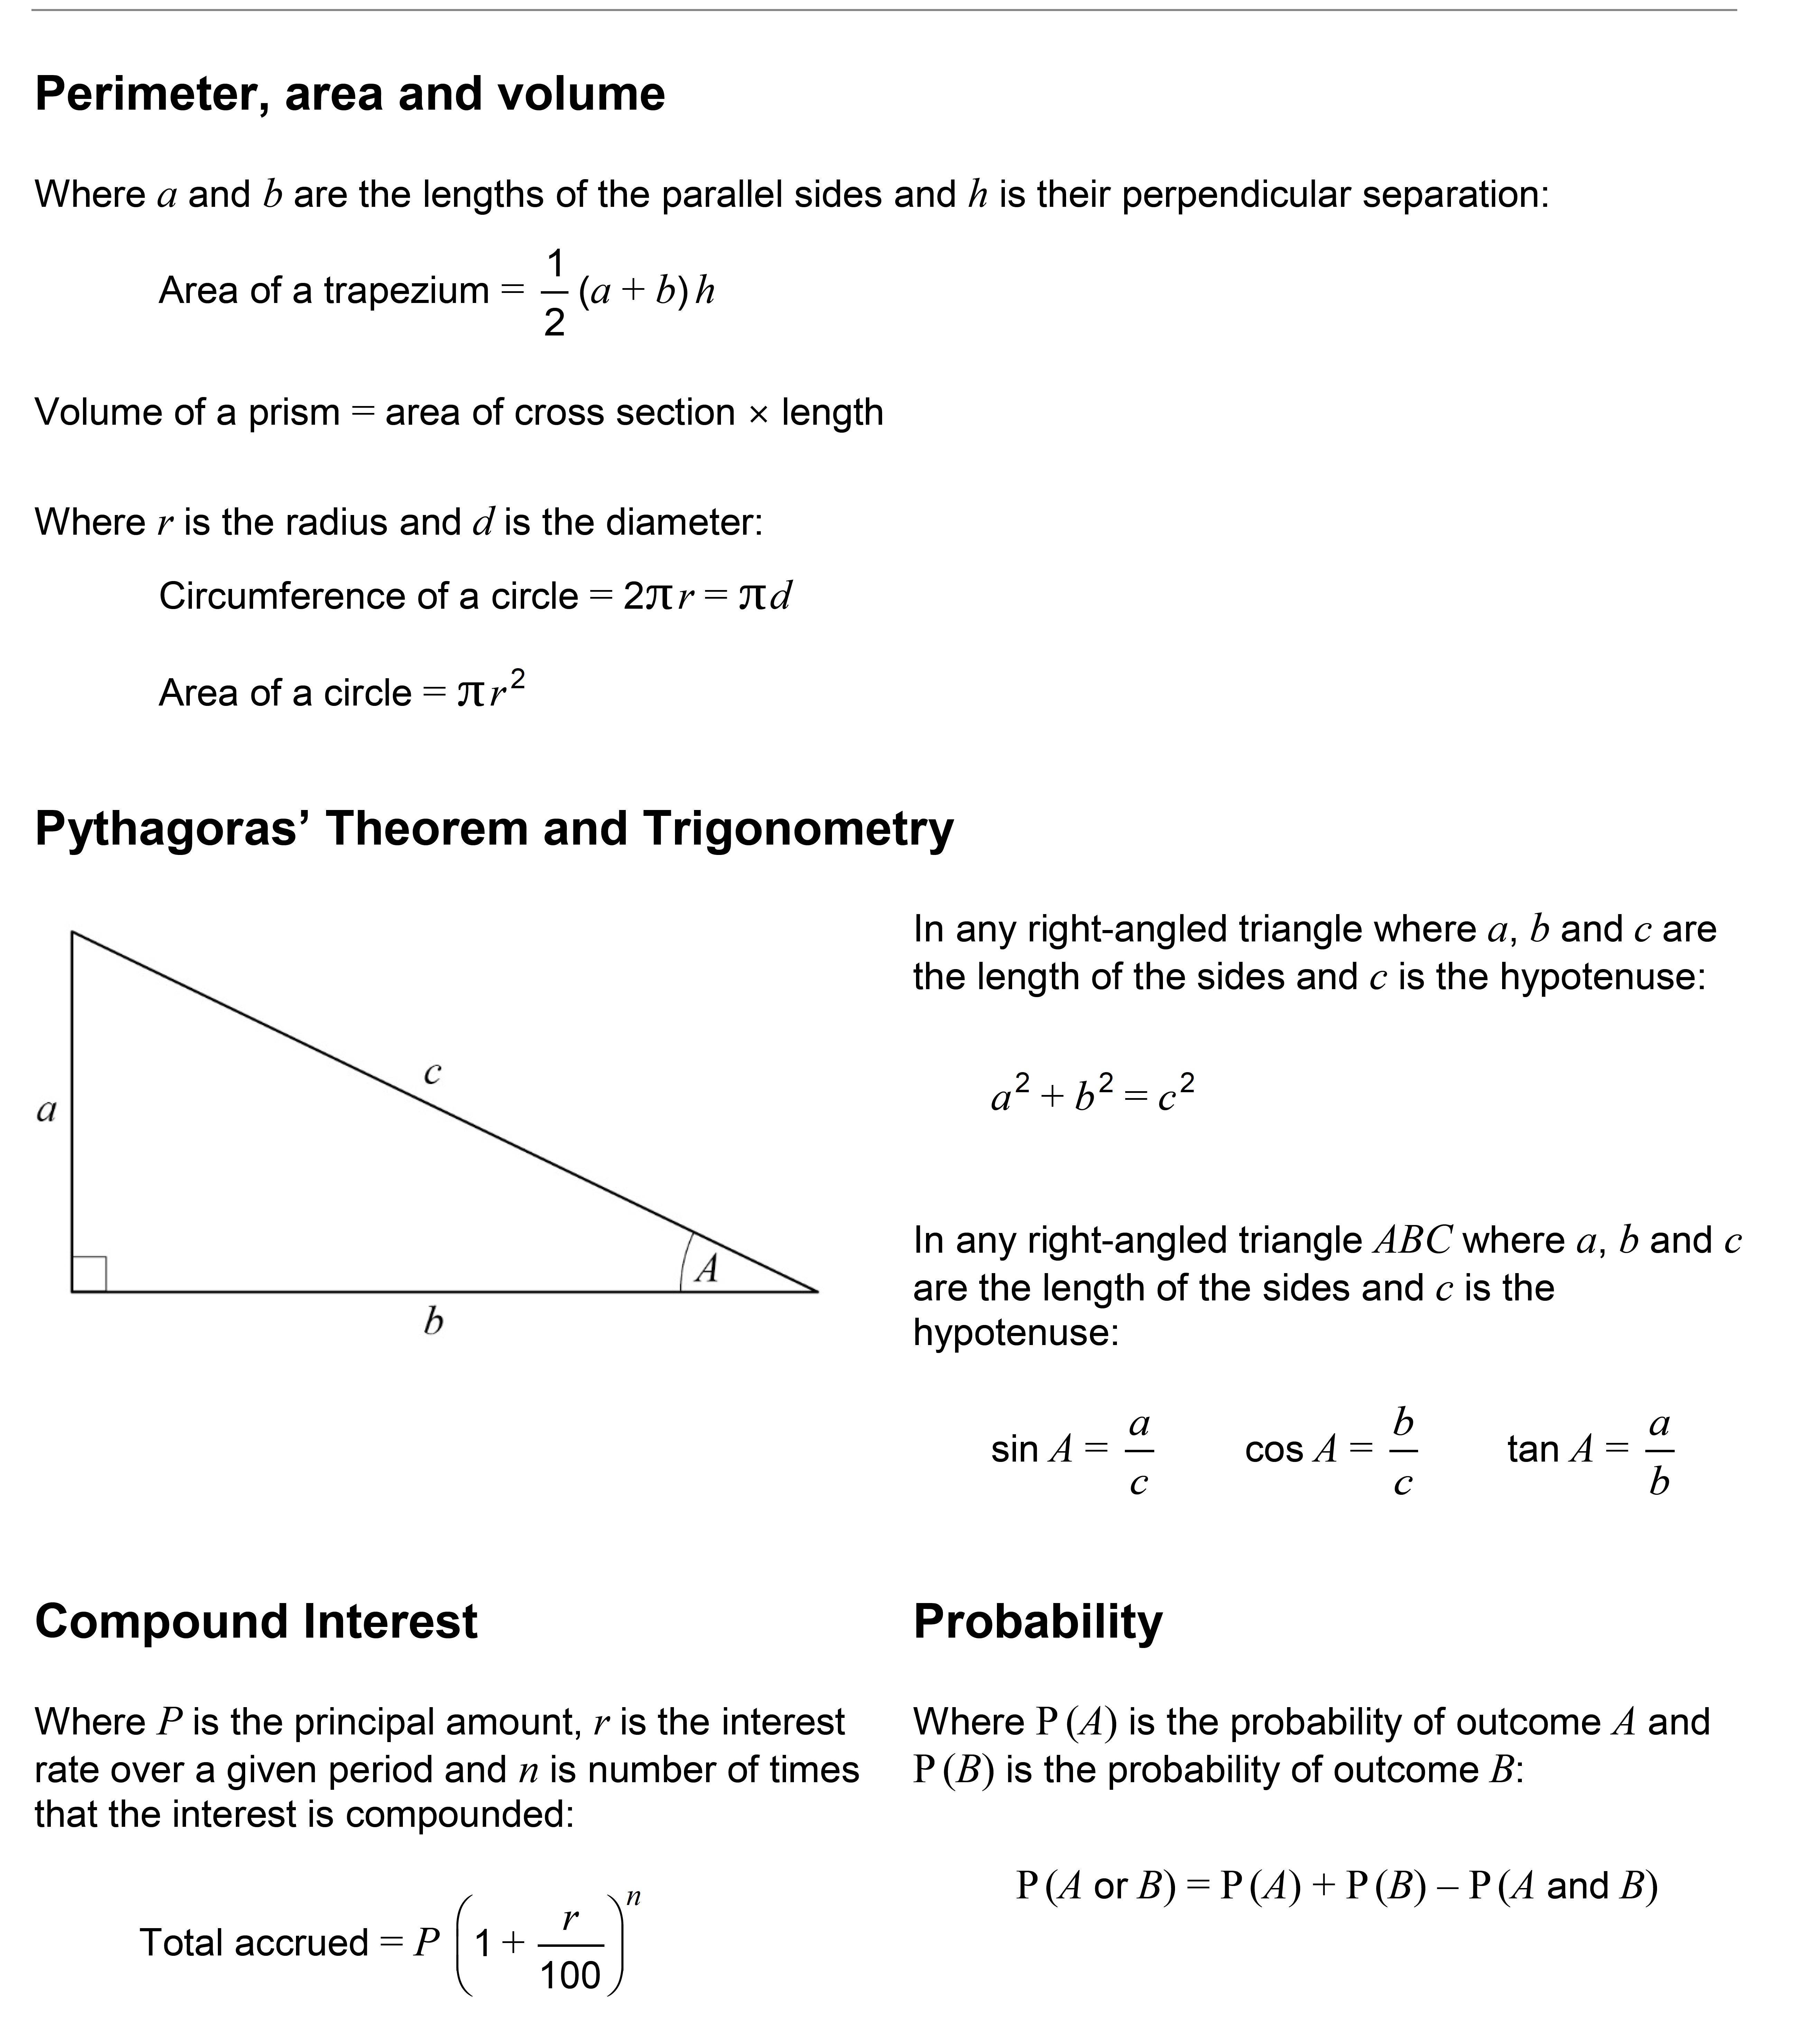 Perimeter, area and volume
Where a and b are the lengths of the parallel sides and h is their perpendicular separation:
Area of a trapezium = 1/2 (a + b) h
Volume of a prism = area of cross section × length
Where r is the radius and d is the diameter:
Circumference of a circle = 2πr = πd
Area of a circle = πr²
Pythagoras’ Theorem and Trigonometry
a
c
A
b
In any right-angled triangle where a, b and c are
the length of the sides and c is the hypotenuse:
a² + b² = c²
In any right-angled triangle ABC where a, b and c
are the length of the sides and c is the
hypotenuse:
sin A = a/c cos A = b/c tan A = a/b
Compound Interest
Where P is the principal amount, r is the interest
rate over a given period and n is number of times
that the interest is compounded:
Total accrued = P (1 + r/100)ⁿ
Probability
Where P (A) is the probability of outcome A and
P (B) is the probability of outcome B:
P (A or B) = P (A) + P (B) – P (A and B)